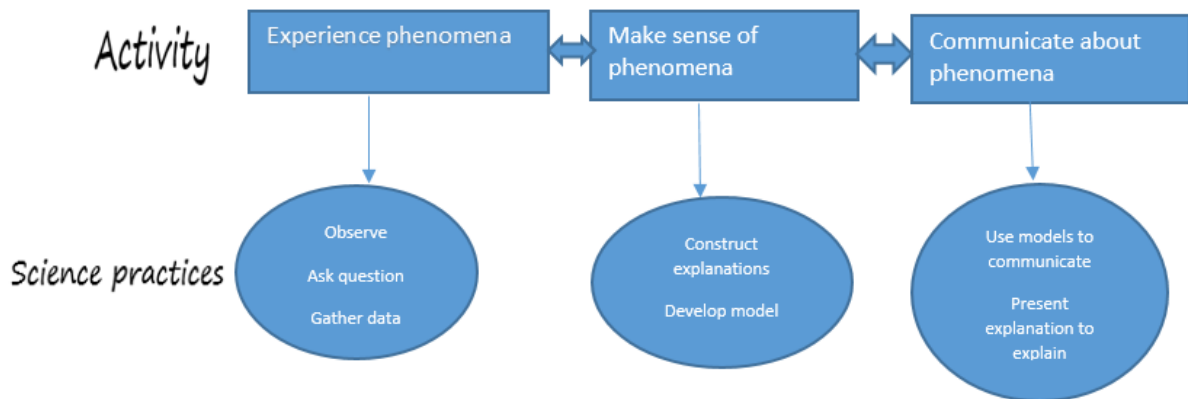 Activity
Experience phenomena
Make sense of
phenomena
Communicate about
phenomena
Science practices
Observe
Ask question
Gather data
Construct
explanations
Develop model
Use models to
communicate
Present
explanation to
explain